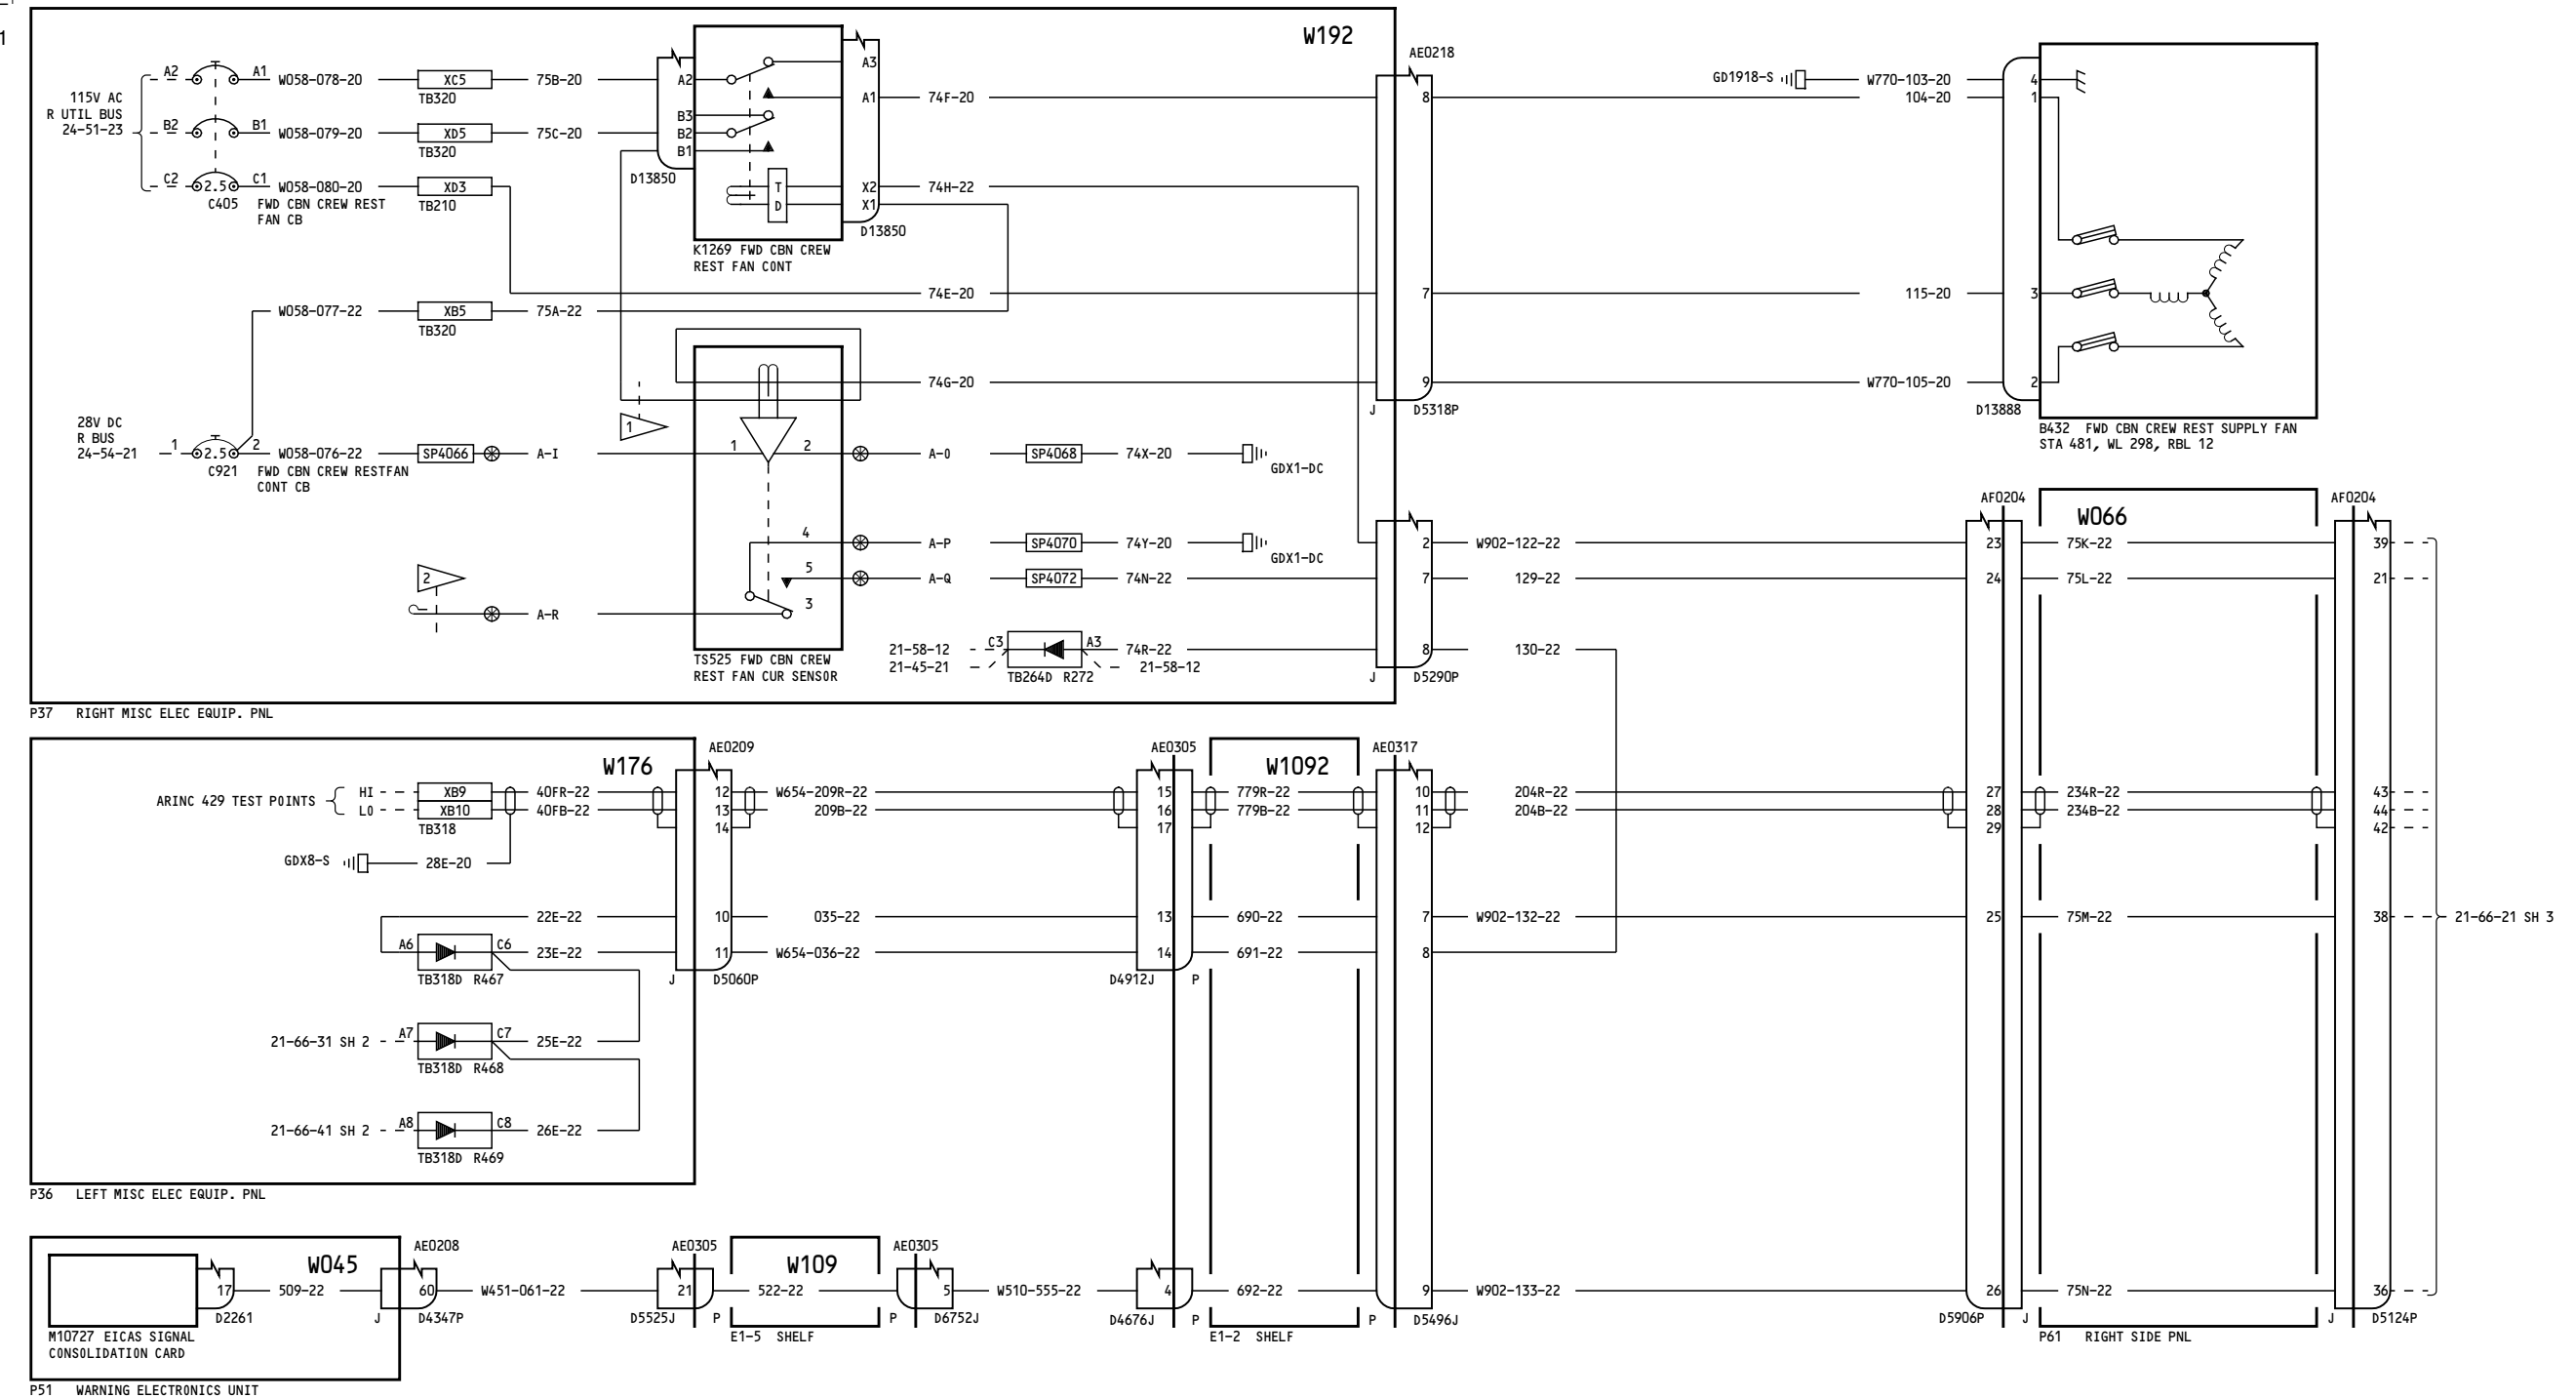 1
W192
AE0218
115V AC
R UTIL BUS
24-51-23
A2 A1 W058-078-20 XC5 75B-20 A2
TB320
B2 B1 W058-079-20 XD5 75C-20 B2
TB320
C2 2.5 C1 W058-080-20 XD3
TB210
C405 FWD CBN CREW REST
FAN CB
A3
A1 74F-20 8
B3
B1
D13850
T X2 74H-22
D X1
D13850
K1269 FWD CBN CREW
REST FAN CONT
74E-20 7
W058-077-22 XB5 75A-22
TB320
74G-20 9
J D5318P
GD1918-S W770-103-20 4
104-20 1
115-20 3
W770-105-20 2
D13888
B432 FWD CBN CREW REST SUPPLY FAN
STA 481, WL 298, RBL 12
28V DC
R BUS
24-54-21
1 2.5 2 W058-076-22 SP4066 A-I 1 2 A-O SP4068 74X-20
GDX1-DC
C921 FWD CBN CREW RESTFAN
CONT CB
1
4 A-P SP4070 74Y-20
GDX1-DC
5 A-Q SP4072 74N-22
2
A-R 3
TS525 FWD CBN CREW
REST FAN CUR SENSOR
21-58-12 C3 A3 74R-22 8 130-22
21-45-21 21-58-12
TB264D R272
J D5290P
P37 RIGHT MISC ELEC EQUIP. PNL
AF0204 W066 AF0204
2 W902-122-22 23 75K-22 39
7 129-22 24 75L-22 21
W176
AE0209 AE0305 W1092 AE0317
ARINC 429 TEST POINTS
HI XB9 40FR-22 12 W654-209R-22 15 779R-22 10 204R-22 27 234R-22 43
LO XB10 40FB-22 13 209B-22 16 779B-22 11 204B-22 28 234B-22 44
TB318 14 17 12 29 42
GDX8-S 28E-20
22E-22 10 035-22 13 690-22 7 W902-132-22 25 75M-22 38 21-66-21 SH 3
A6 C6 23E-22 11 W654-036-22 14 691-22 8
TB318D R467 J D5060P D4912J P
21-66-31 SH 2 A7 C7 25E-22
TB318D R468
21-66-41 SH 2 A8 C8 26E-22
TB318D R469
P36 LEFT MISC ELEC EQUIP. PNL
W045 AE0208 AE0305 W109 AE0305
17 509-22 60 W451-061-22 21 522-22 5 W510-555-22 4 692-22 9 W902-133-22 26 75N-22 36
D2261 J D4347P D5525J P P D6752J D4676J P P D5496J D5906P J J D5124P
M10727 EICAS SIGNAL
CONSOLIDATION CARD
E1-5 SHELF
E1-2 SHELF
P61 RIGHT SIDE PNL
P51 WARNING ELECTRONICS UNIT